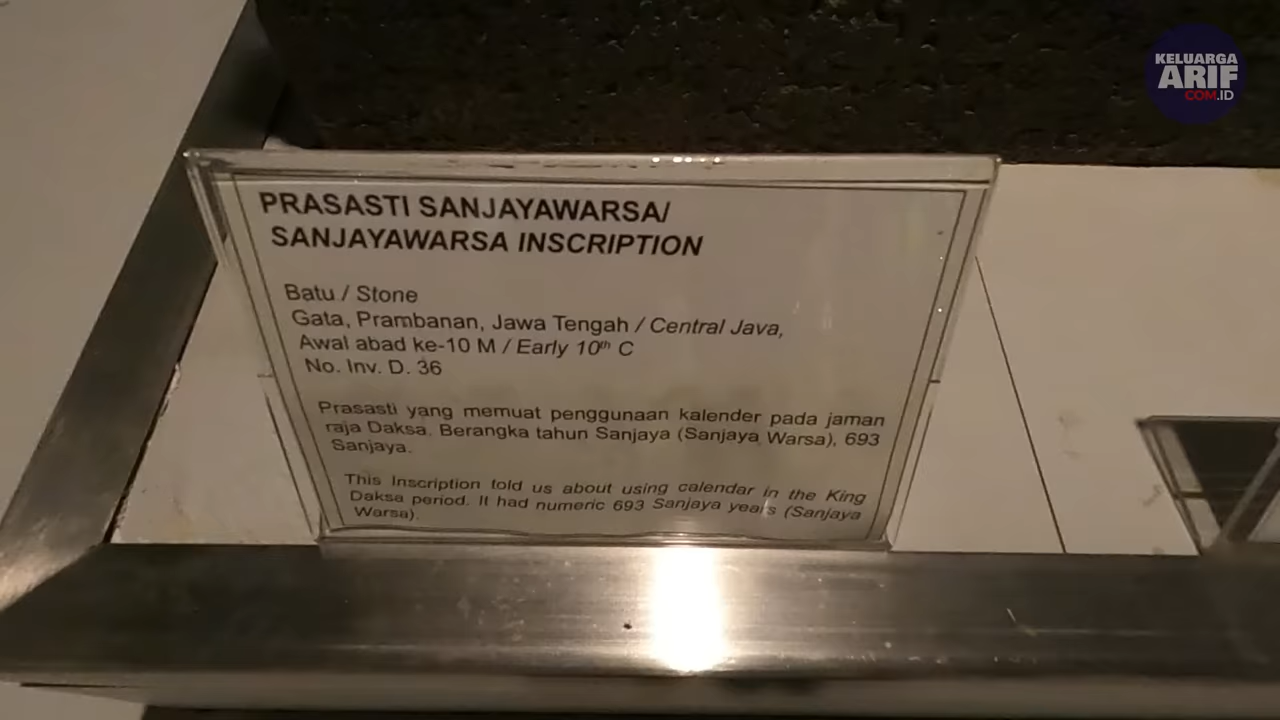 KELUARGA
ARIF
COM.ID
PRASASTI SANJAYAWARSA/
SANJAYAWARSA INSCRIPTION
Batu / Stone
Gata, Prambanan, Jawa Tengah / Central Java,
Awal abad ke-10 M / Early 10th C
No. Inv. D. 36
Prasasti yang memuat penggunaan kalender pada jaman
raja Daksa. Berangka tahun Sanjaya (Sanjaya Warsa), 693
Sanjaya.
This Inscription told us about using calendar in the King
Daksa period. It had numeric 693 Sanjaya years (Sanjaya
Warsa).